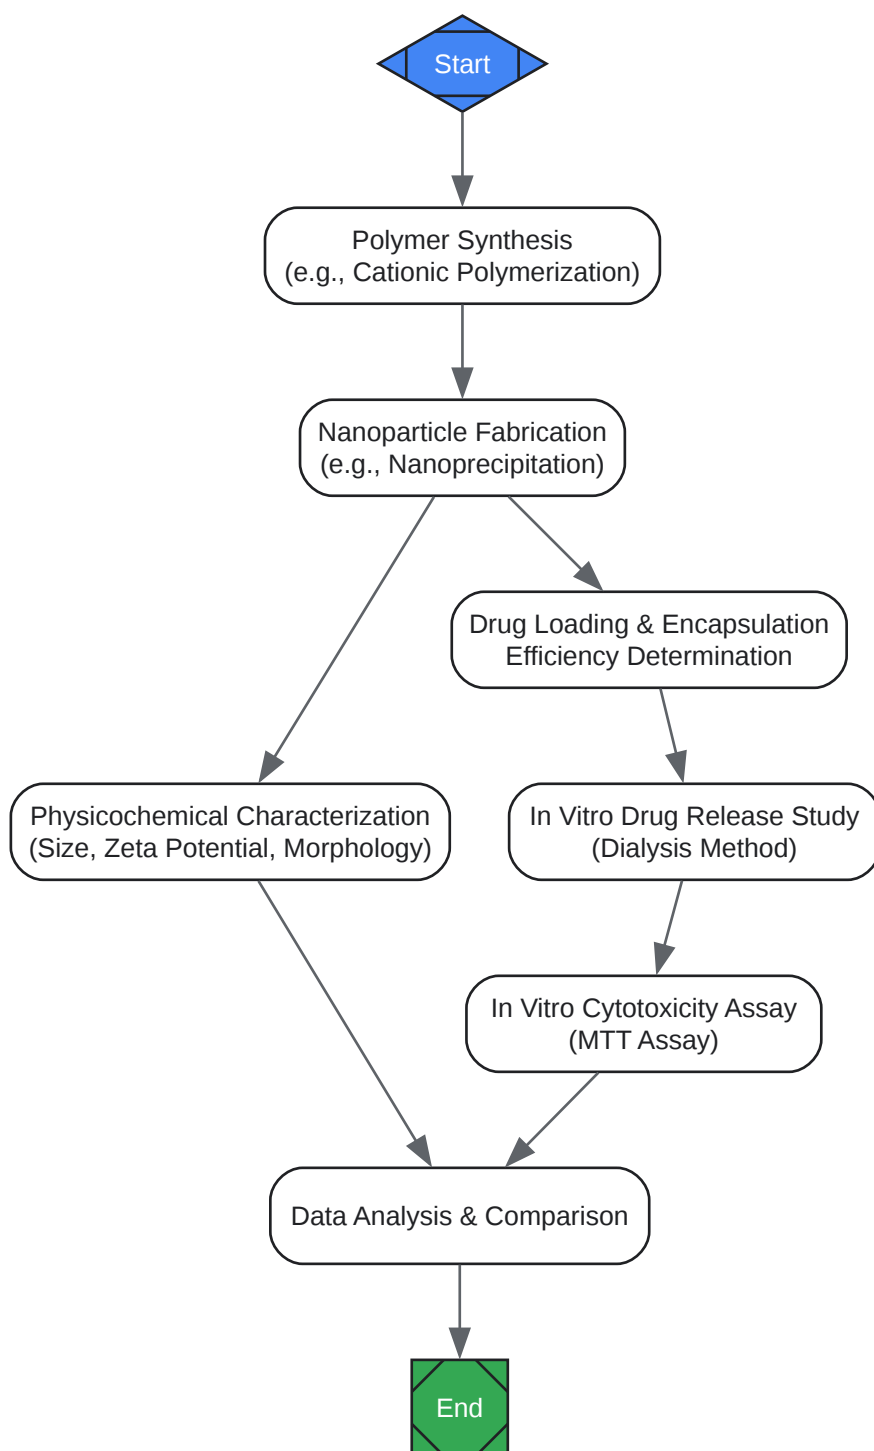 Start
Polymer Synthesis
(e.g., Cationic Polymerization)
Nanoparticle Fabrication
(e.g., Nanoprecipitation)
Drug Loading & Encapsulation
Efficiency Determination
Physicochemical Characterization
(Size, Zeta Potential, Morphology)
In Vitro Drug Release Study
(Dialysis Method)
In Vitro Cytotoxicity Assay
(MTT Assay)
Data Analysis & Comparison
End